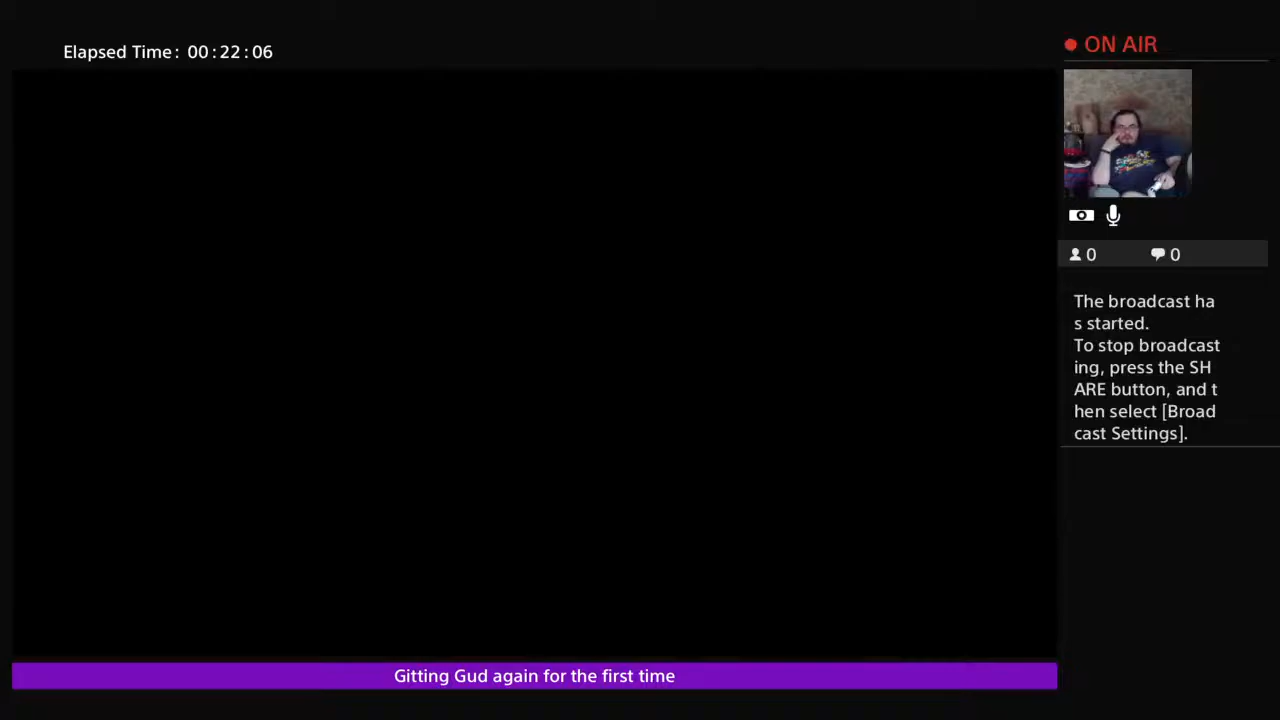 Elapsed Time: 00:22:06
ON AIR
0 0
The broadcast ha
s started.
To stop broadcast
ing, press the SH
ARE button, and t
hen select [Broad
cast Settings].
Gitting Gud again for the first time